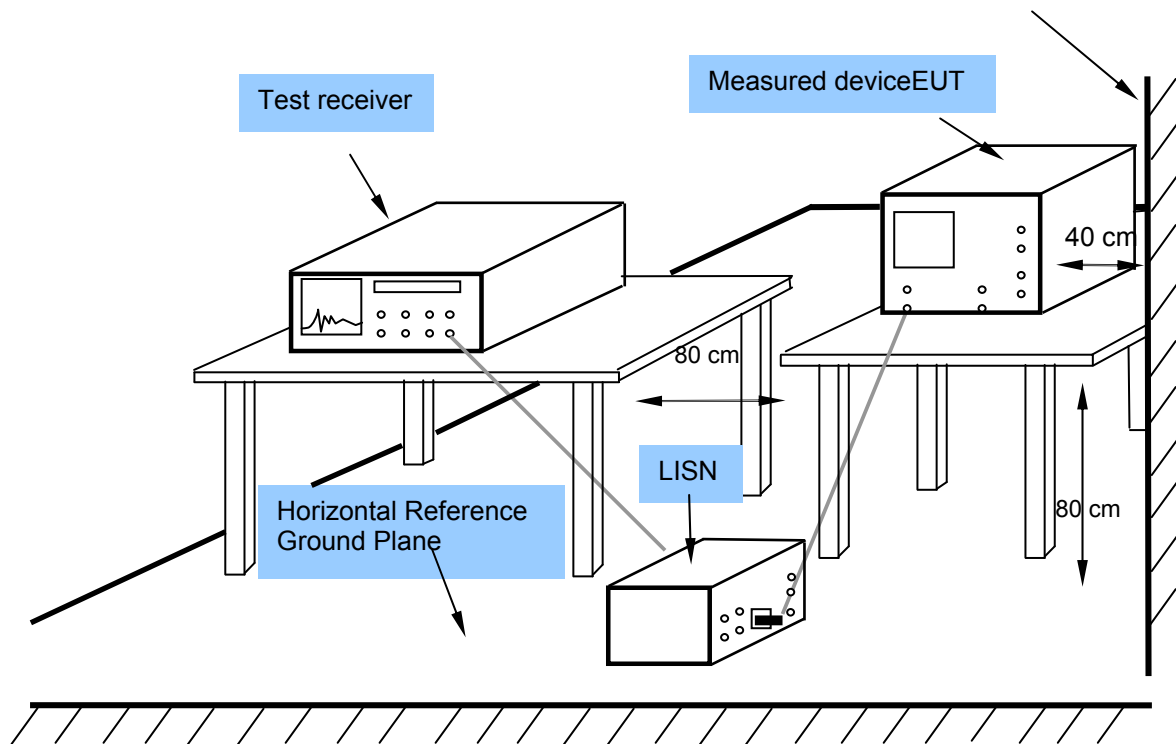 Measured deviceEUT
Test receiver
40 cm
80 cm
LISN
Horizontal Reference
Ground Plane
80 cm